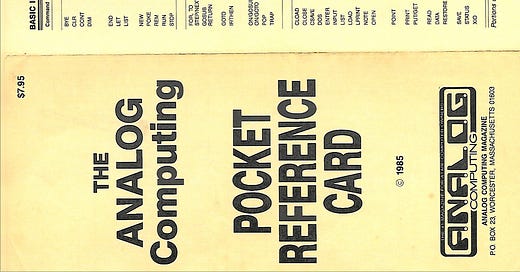 $7.95
THE
ANALOG
Computing
POCKET
REFERENCE
CARD
© 1985
A.N.A.L.O.G.
COMPUTING
ANALOG COMPUTING MAGAZINE
P.O. BOX 23, WORCESTER, MASSACHUSETTS 01603
BASIC
Command
BYE
CLR
CONT
DIM
END
LET
LIST
NEW
POKE
REM
RUN
STOP
FOR, TO
STEP/NEXT
GOSUB
RETURN
GOTO
IF/THEN
ON/GOSUB
ON/GOTO
POP
TRAP
CLOAD
CLOSE
CSAVE
DOS
ENTER
INPUT
LIST
LOAD
LPRINT
NOTE
OPEN
POINT
PRINT
PUT/GET
READ
DATA
RESTORE
SAVE
STATUS
XIO
Portions